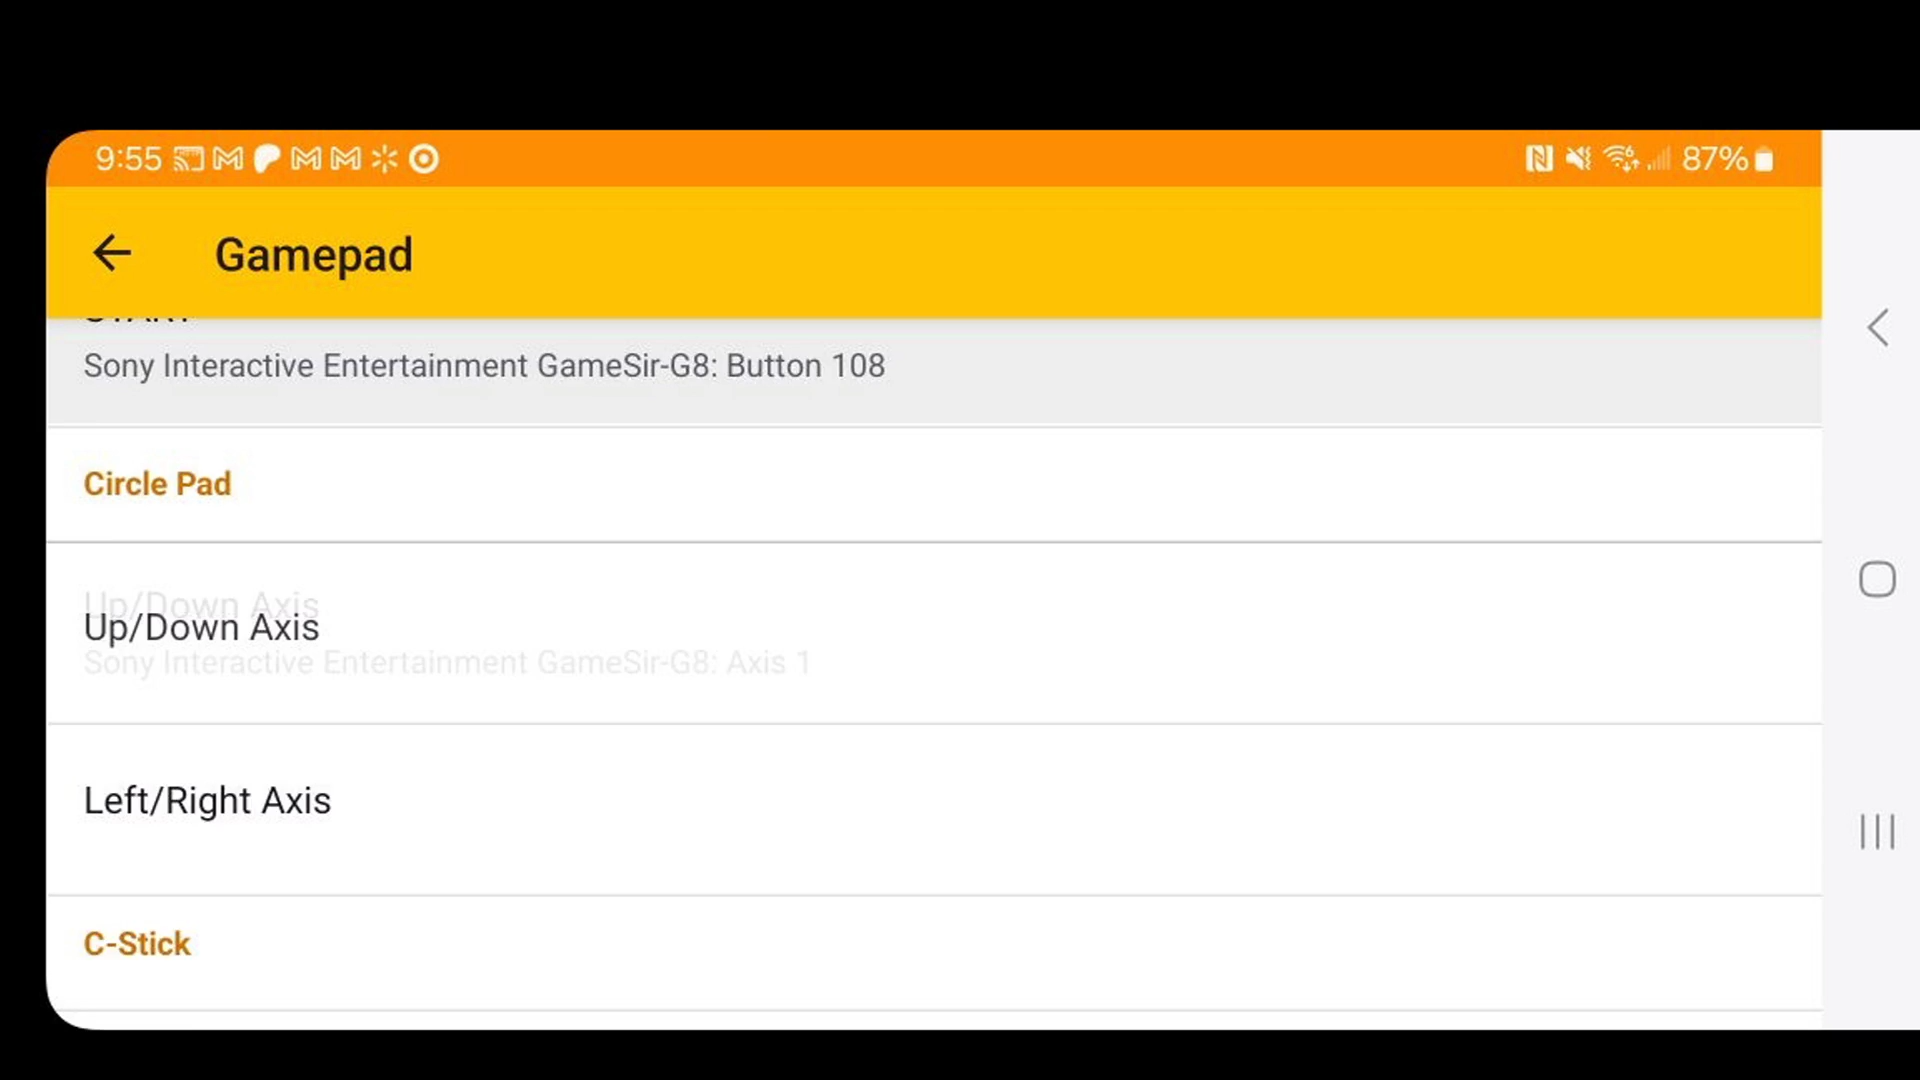 9:55
87%
Gamepad
START
Sony Interactive Entertainment GameSir-G8: Button 108
Circle Pad
Up/Down Axis
Up/Down Axis
Sony Interactive Entertainment GameSir-G8: Axis 1
Left/Right Axis
C-Stick